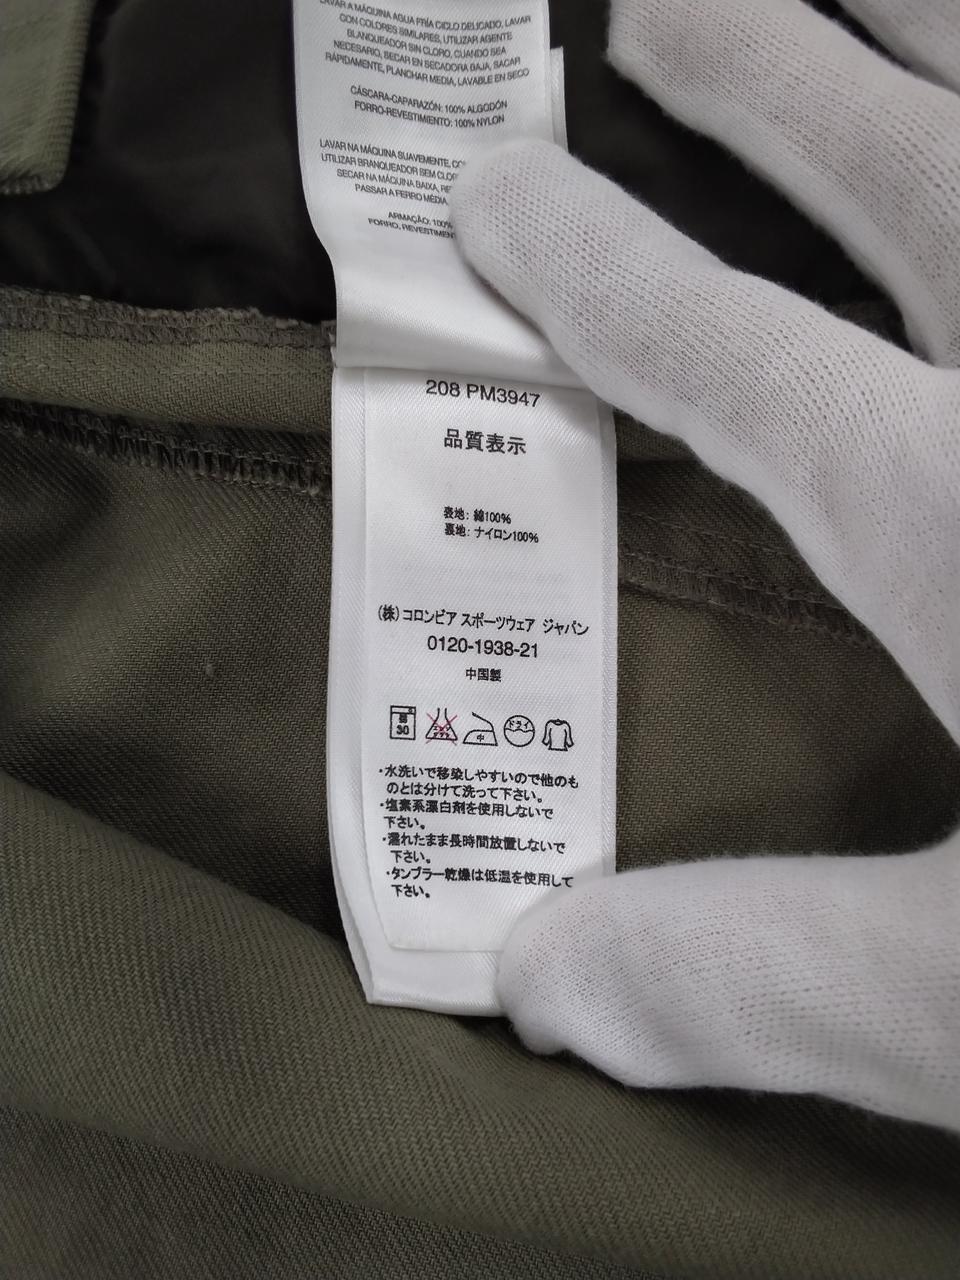 LAVAR A MÁQUINA AGUA FRÍA CICLO DELICADO, LAVAR
CON COLORES SIMILARES, UTILIZAR AGENTE
BLANQUEADOR SIN CLORO, CUANDO SEA
NECESARIO, SECAR EN SECADORA BAJA, SACAR
RÁPIDAMENTE, PLANCHAR MEDIA, LAVABLE EN SECO
CÁSCARA-CAPARAZÓN: 100% ALGODÓN
FORRO-REVESTIMIENTO: 100% NYLON
LAVAR NA MÁQUINA SUAVEMENTE,
UTILIZAR BRANQUEADOR SEM
SECAR NA MÁQUINA BAIXA,
PASSAR A FERRO MÉDIA,
ARMAÇÃO: 100%
FORRO,
208 PM3947
品質表示
表地: 綿100%
裏地: ナイロン100%
(株)コロンビア スポーツウェア ジャパン
0120-1938-21
中国製
30 中 ドライ
・水洗いで移染しやすいので他のも
のとは分けて洗って下さい。
・塩素系漂白剤を使用しないで
下さい。
・濡れたまま長時間放置しないで
下さい。
・タンブラー乾燥は低温を使用して
下さい。